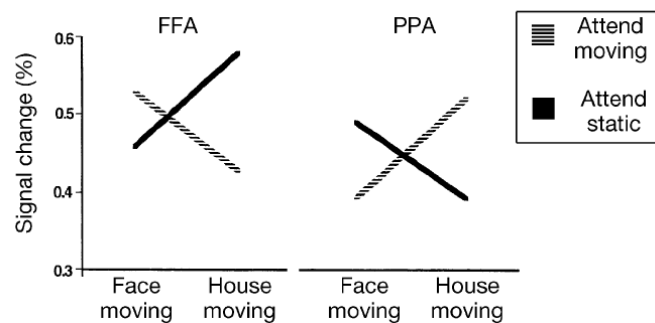 FFA
PPA
Attend
moving
Attend
static
Signal change (%)
0.6
0.5
0.4
0.3
Face
moving
House
moving
Face
moving
House
moving